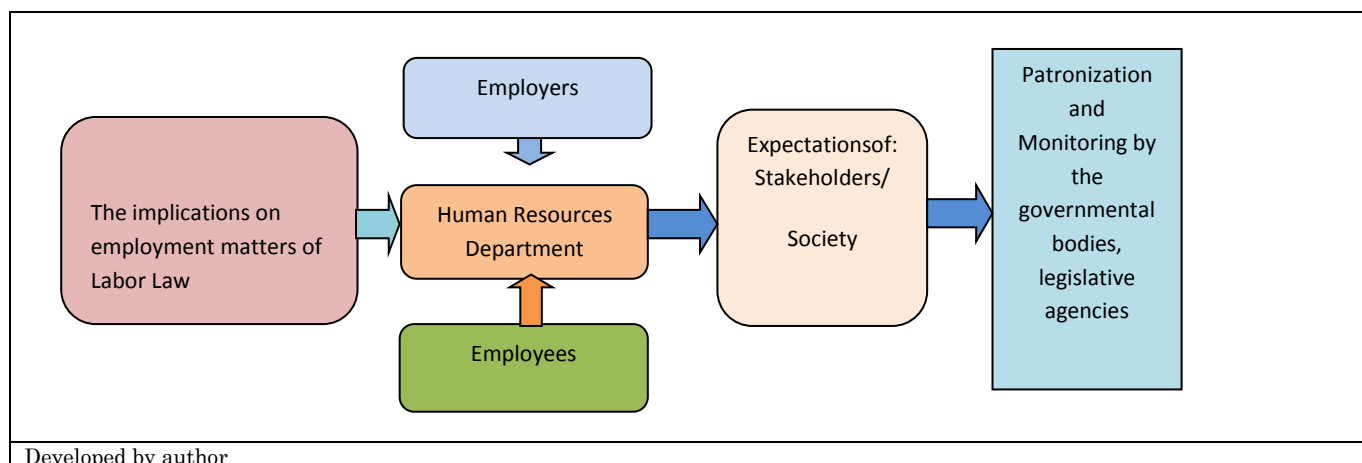 The implications on
employment matters of
Labor Law
Employers
Human Resources
Department
Employees
Expectationsof:
Stakeholders/
Society
Patronization
and
Monitoring by
the
governmental
bodies,
legislative
agencies
Developed by author